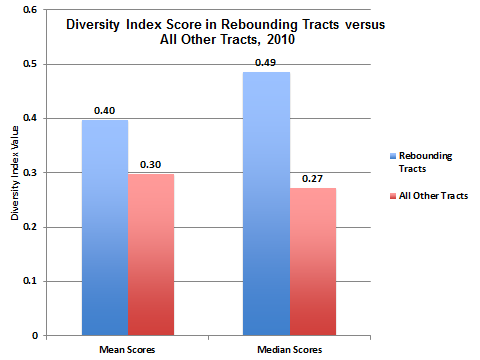 Diversity Index Score in Rebounding Tracts versus
All Other Tracts, 2010
Diversity Index Value
0.6
0.5
0.4
0.3
0.2
0.1
0
0.40
0.30
0.49
0.27
Mean Scores
Median Scores
Rebounding
Tracts
All Other Tracts